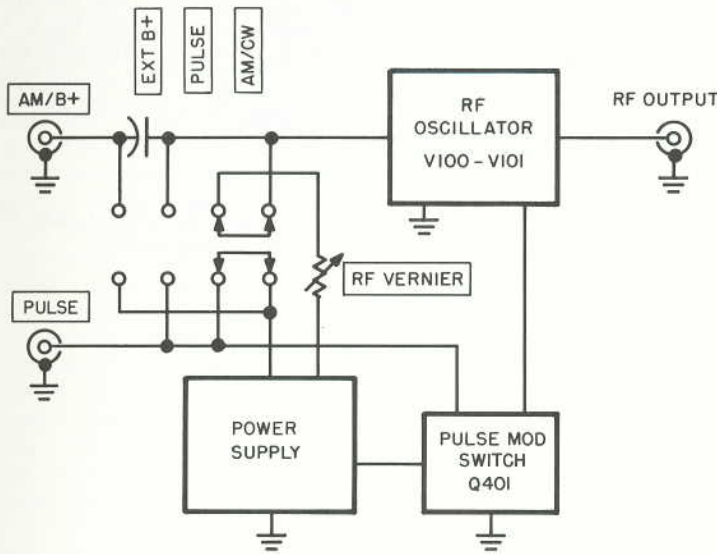 EXT B+
PULSE
AM/CW
AM/B+
RF
OSCILLATOR
V100 - V101
RF OUTPUT
RF VERNIER
PULSE
POWER
SUPPLY
PULSE MOD
SWITCH
Q401